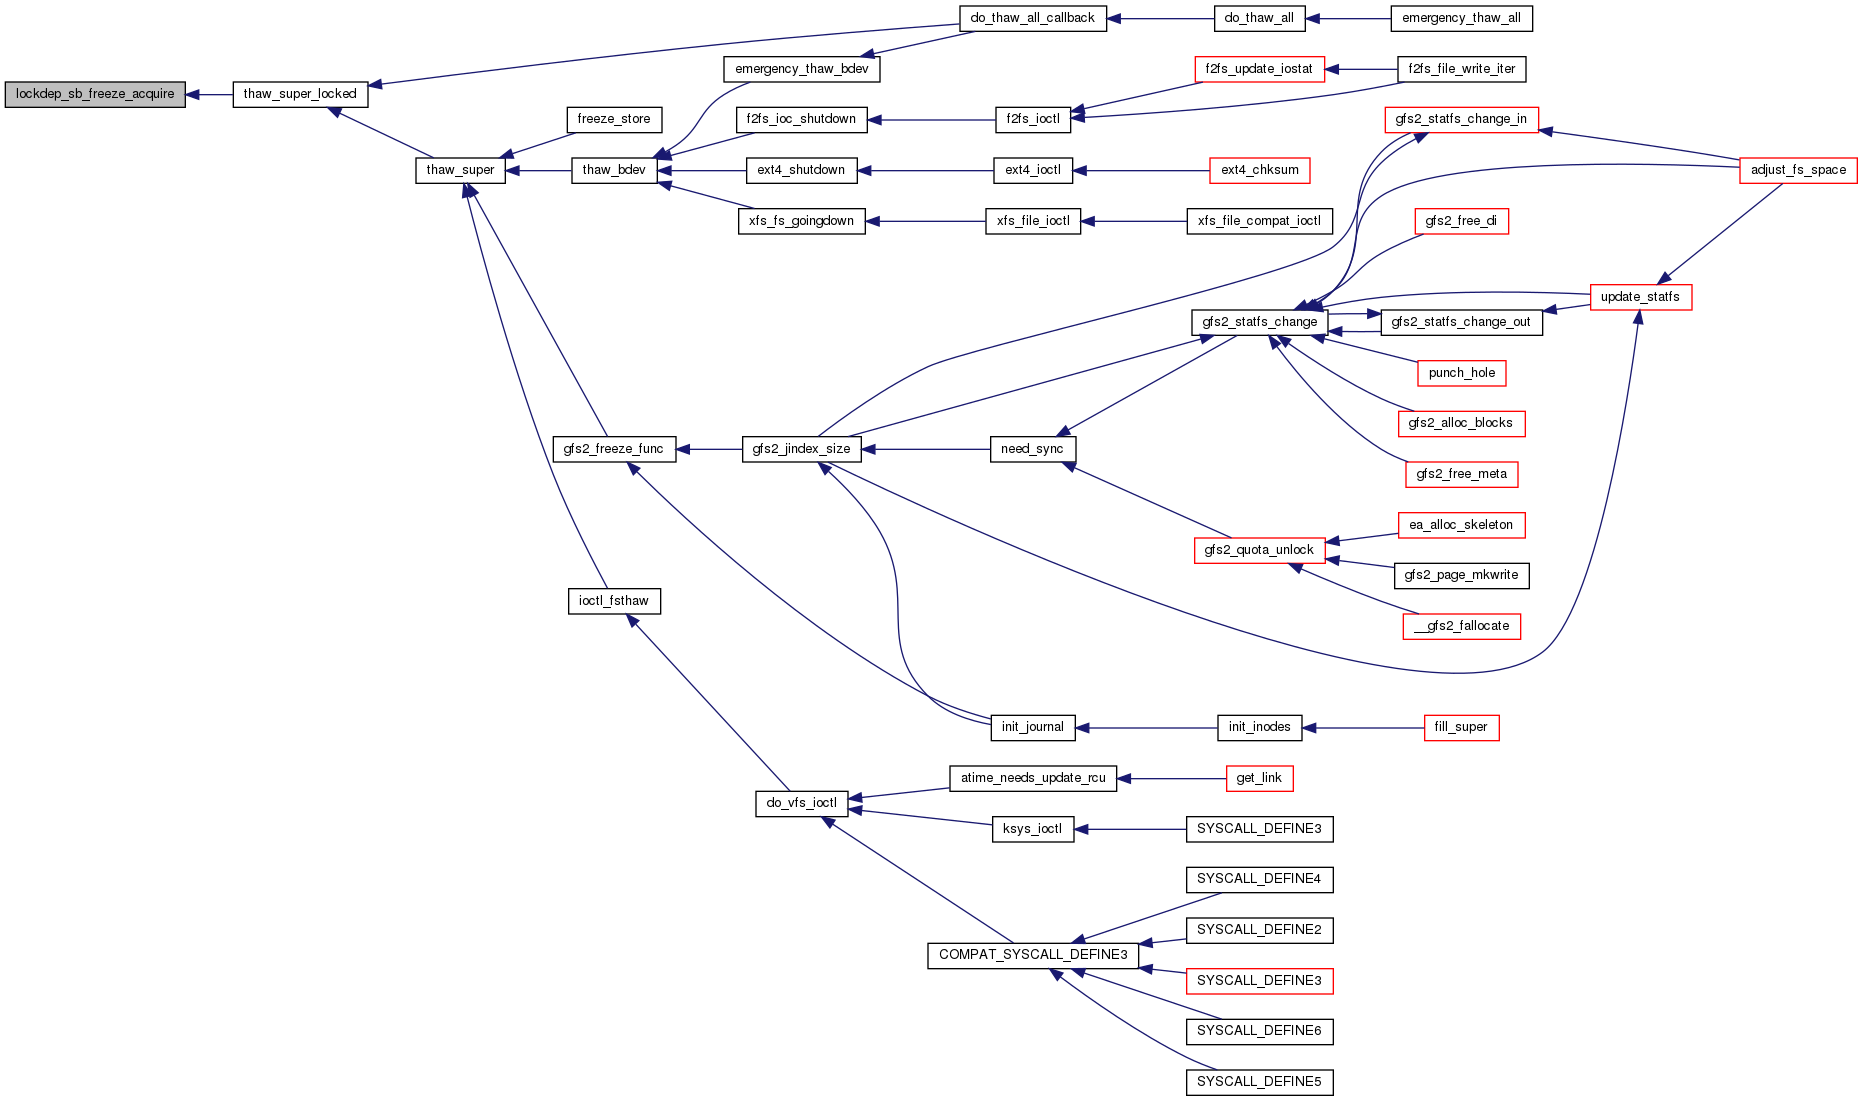 do_thaw_all_callback
do_thaw_all
emergency_thaw_all
emergency_thaw_bdev
f2fs_update_iostat
f2fs_file_write_iter
lockdep_sb_freeze_acquire
thaw_super_locked
freeze_store
f2fs_ioc_shutdown
f2fs_ioctl
gfs2_statfs_change_in
thaw_super
thaw_bdev
ext4_shutdown
ext4_ioctl
ext4_chksum
adjust_fs_space
xfs_fs_goingdown
xfs_file_ioctl
xfs_file_compat_ioctl
gfs2_free_di
update_statfs
gfs2_statfs_change
gfs2_statfs_change_out
punch_hole
gfs2_alloc_blocks
gfs2_freeze_func
gfs2_jindex_size
need_sync
gfs2_free_meta
ea_alloc_skeleton
gfs2_quota_unlock
gfs2_page_mkwrite
ioctl_fsthaw
__gfs2_fallocate
init_journal
init_inodes
fill_super
atime_needs_update_rcu
get_link
do_vfs_ioctl
ksys_ioctl
SYSCALL_DEFINE3
SYSCALL_DEFINE4
SYSCALL_DEFINE2
COMPAT_SYSCALL_DEFINE3
SYSCALL_DEFINE3
SYSCALL_DEFINE6
SYSCALL_DEFINE5